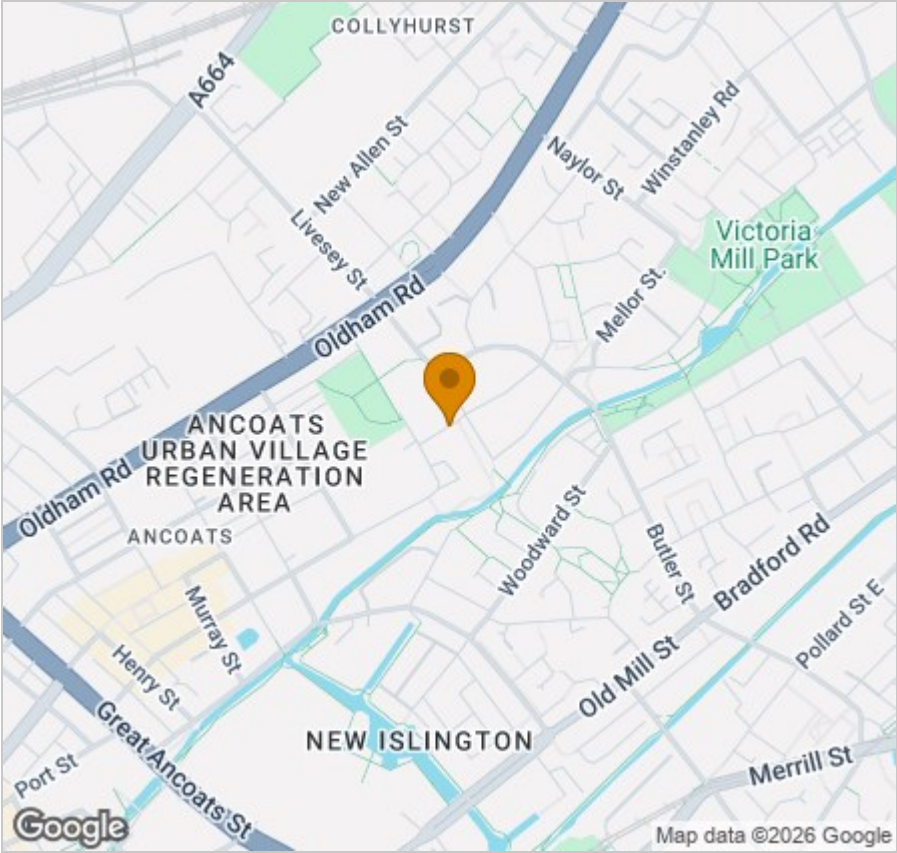 COLLYHURST
A664
New Allen St
Winstanley Rd
Naylor St
Livesey St
Victoria
Mill Park
Mellor St.
Oldham Rd
ANCOATS
URBAN VILLAGE
REGENERATION
AREA
Oldham Rd
ANCOATS
Woodward St
Butler St
Bradford Rd
Murray St
Pollard St E
Henry St
Old Mill St
NEW ISLINGTON
Great Ancoats St
Port St
Merrill St
Google
Map data ©2026 Google